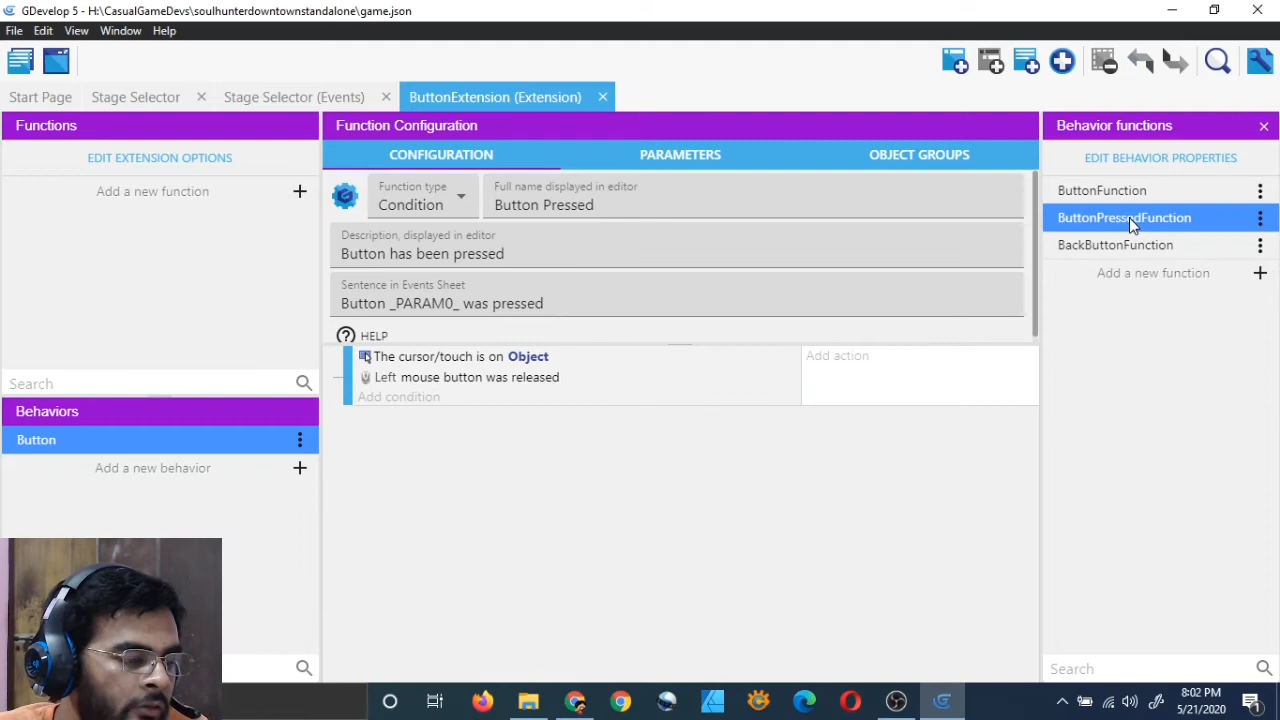 GDevelop 5 - H:\CasualGameDevs\soulhunterdowntownstandalone\game.json
File Edit View Window Help
Start Page Stage Selector Stage Selector (Events) ButtonExtension (Extension)
Functions
EDIT EXTENSION OPTIONS
Add a new function
Search
Behaviors
Button
Add a new behavior
Function Configuration
CONFIGURATION PARAMETERS OBJECT GROUPS
Function type
Condition
Full name displayed in editor
Button Pressed
Description, displayed in editor
Button has been pressed
Sentence in Events Sheet
Button _PARAM0_ was pressed
HELP
The cursor/touch is on Object
Left mouse button was released
Add condition
Add action
Behavior functions
EDIT BEHAVIOR PROPERTIES
ButtonFunction
ButtonPressedFunction
BackButtonFunction
Add a new function
Search
8:02 PM
5/21/2020
1